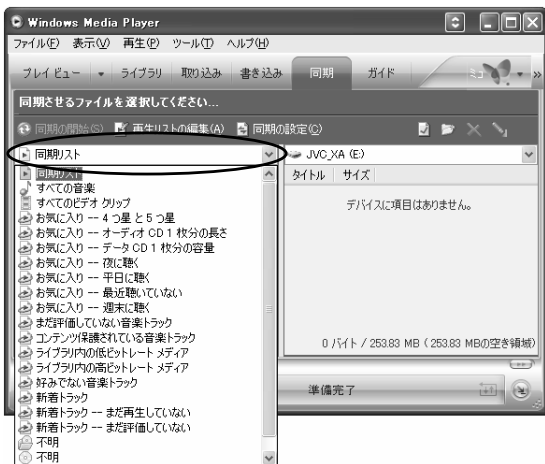 Windows Media Player
ファイル(F) 表示(V) 再生(P) ツール(T) ヘルプ(H)
プレイ ビュー ライブラリ 取り込み 書き込み 同期 ガイド ミュ
同期させるファイルを選択してください...
同期の開始(S) 再生リストの編集(A) 同期の設定(C)
同期リスト
JVC_XA (E:)
同期リスト
すべての音楽
すべてのビデオ クリップ
お気に入り -- 4 つ星 と 5 つ星
お気に入り -- オーディオ CD 1 枚分の長さ
お気に入り -- データ CD 1 枚分の容量
お気に入り -- 夜に聴く
お気に入り -- 平日に聴く
お気に入り -- 最近聴いていない
お気に入り -- 週末に聴く
まだ評価していない音楽トラック
コンテンツ保護されている音楽トラック
ライブラリ内の低ビットレート メディア
ライブラリ内の高ビットレート メディア
好みでない音楽トラック
新着トラック
新着トラック -- まだ再生していない
新着トラック -- まだ評価していない
不明
不明
タイトル サイズ
デバイスに項目はありません。
0 バイト / 253.83 MB ( 253.83 MBの空き領域)
準備完了